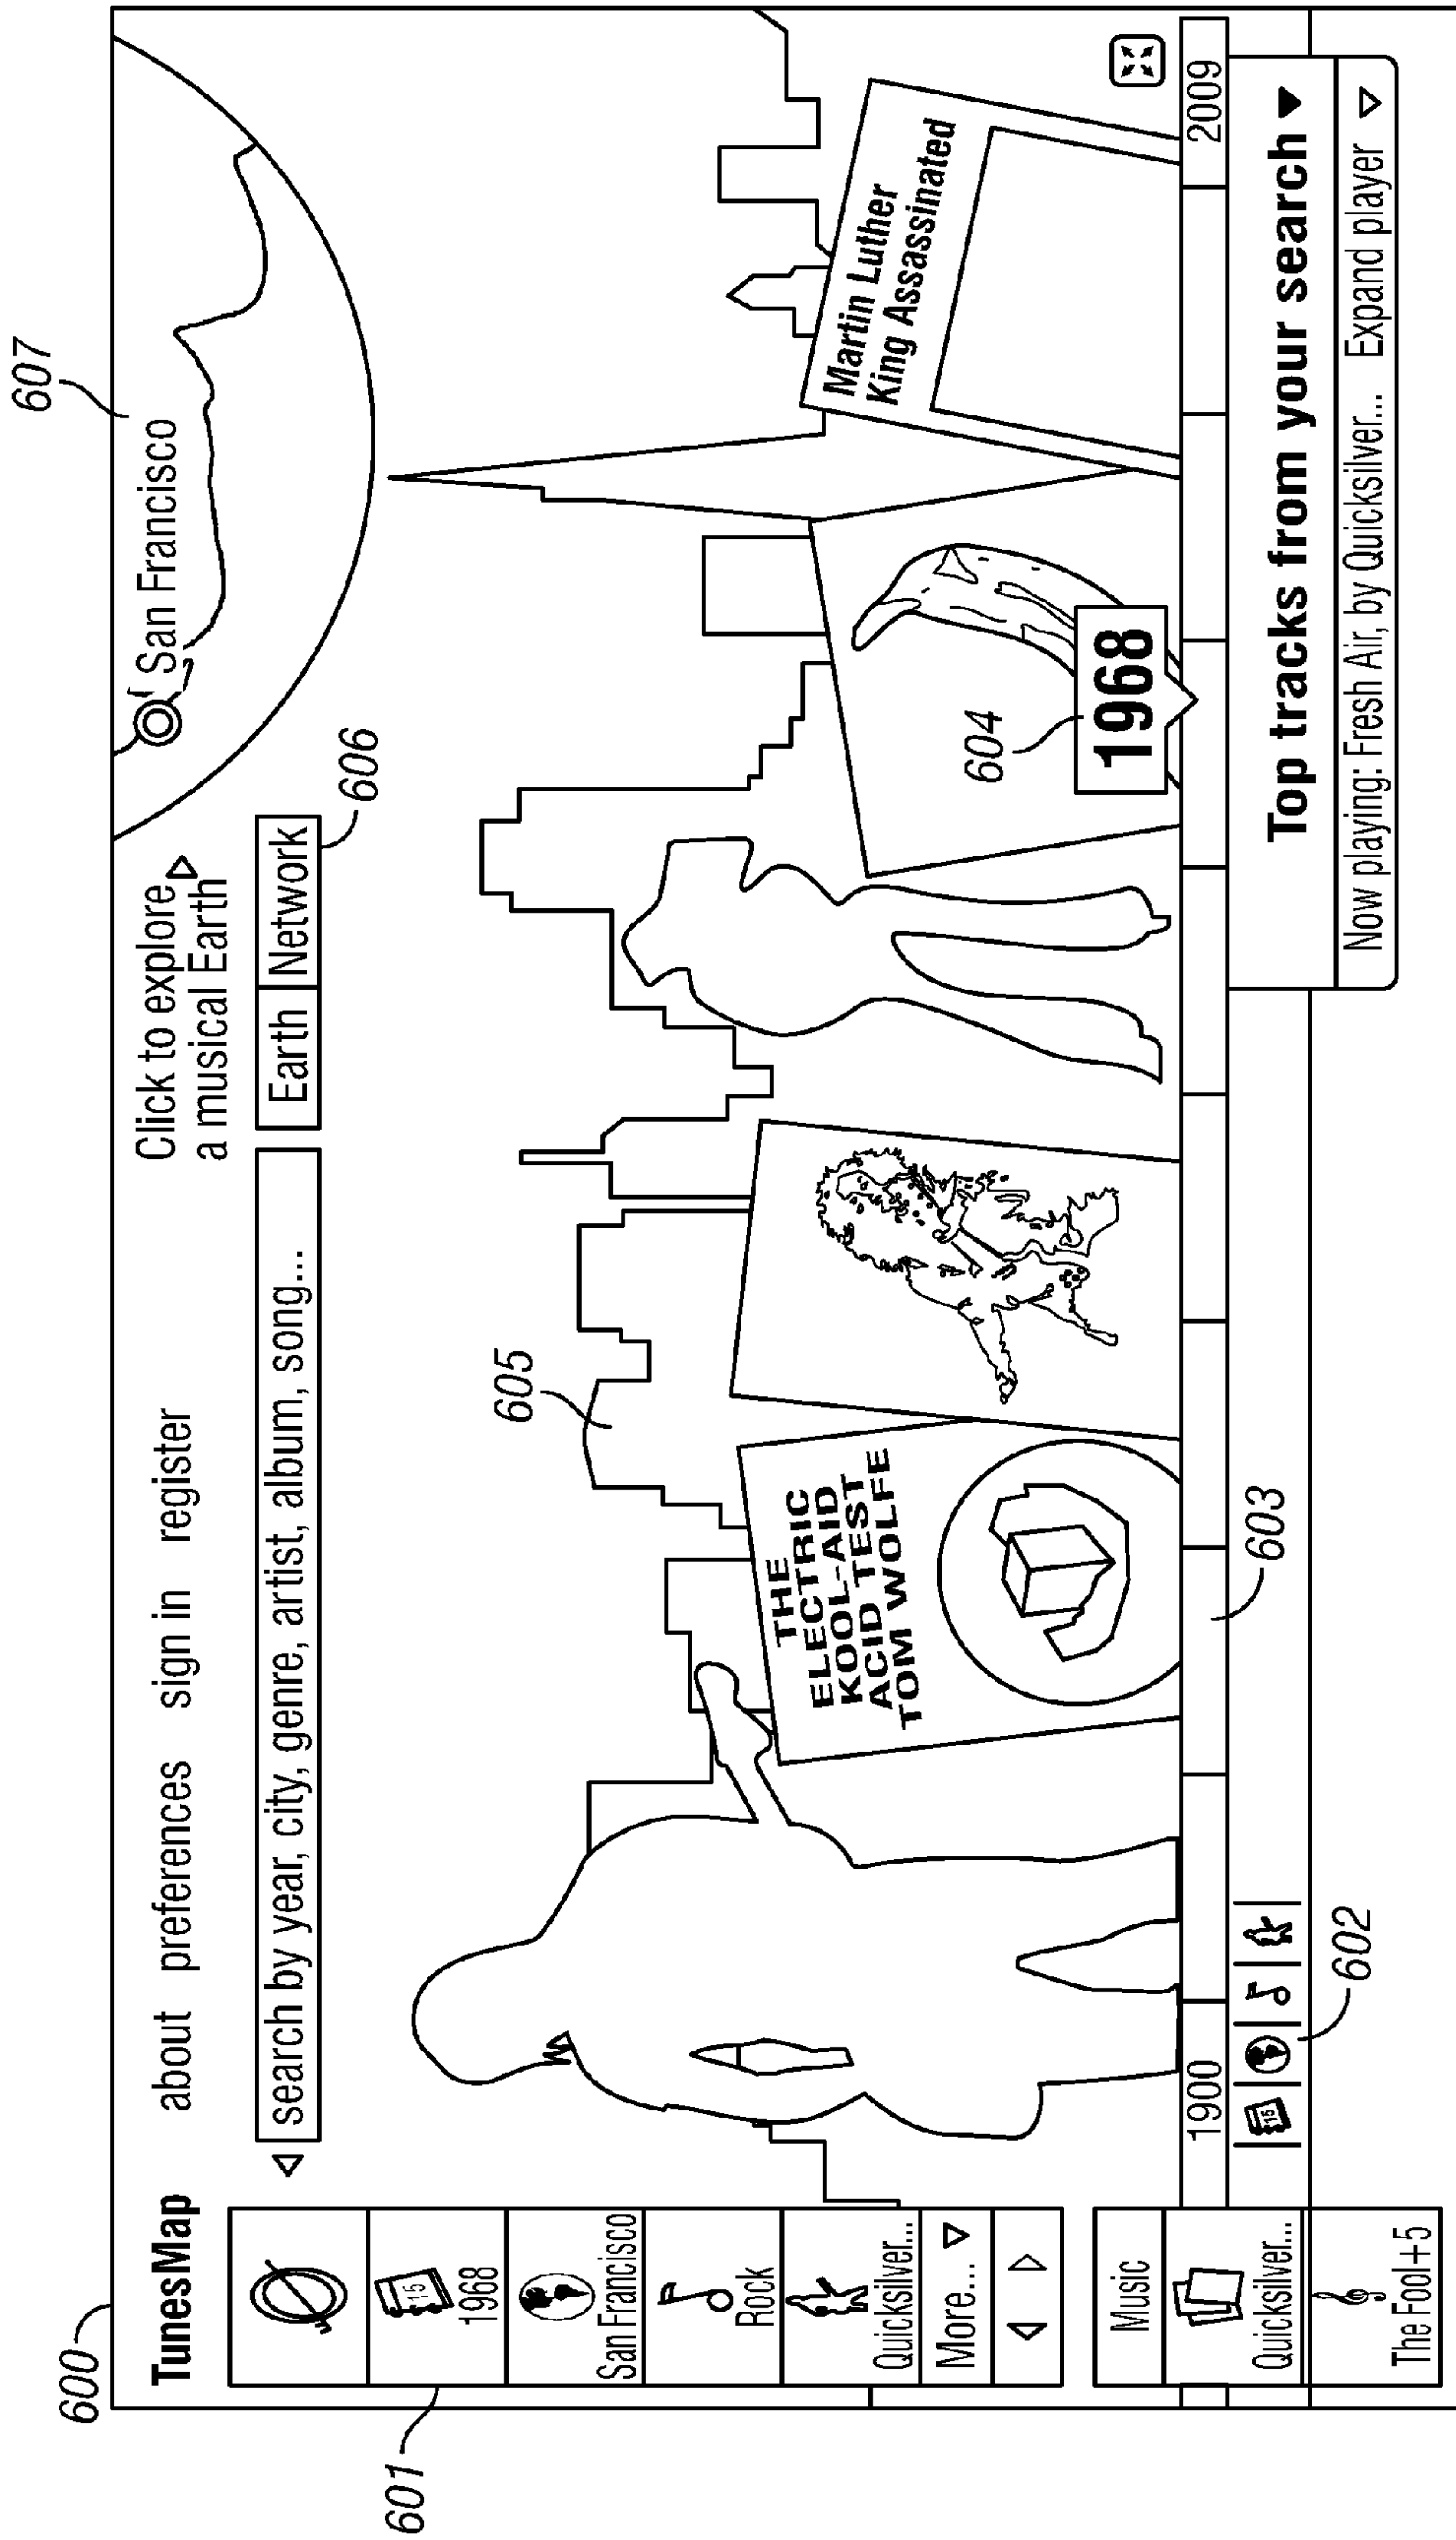 600
607
TunesMap
about
preferences
sign in
register
Click to explore
a musical Earth
San Francisco
search by year, city, genre, artist, album, song...
Earth
Network
606
601
15
1968
San Francisco
Rock
Quicksilver...
More...
605
THE
ELECTRIC
KOOL-AID
ACID TEST
TOM WOLFE
604
1968
Martin Luther
King Assassinated
1900
2009
Music
Quicksilver...
The Fool+5
15
602
603
Top tracks from your search
Now playing: Fresh Air, by Quicksilver...
Expand player